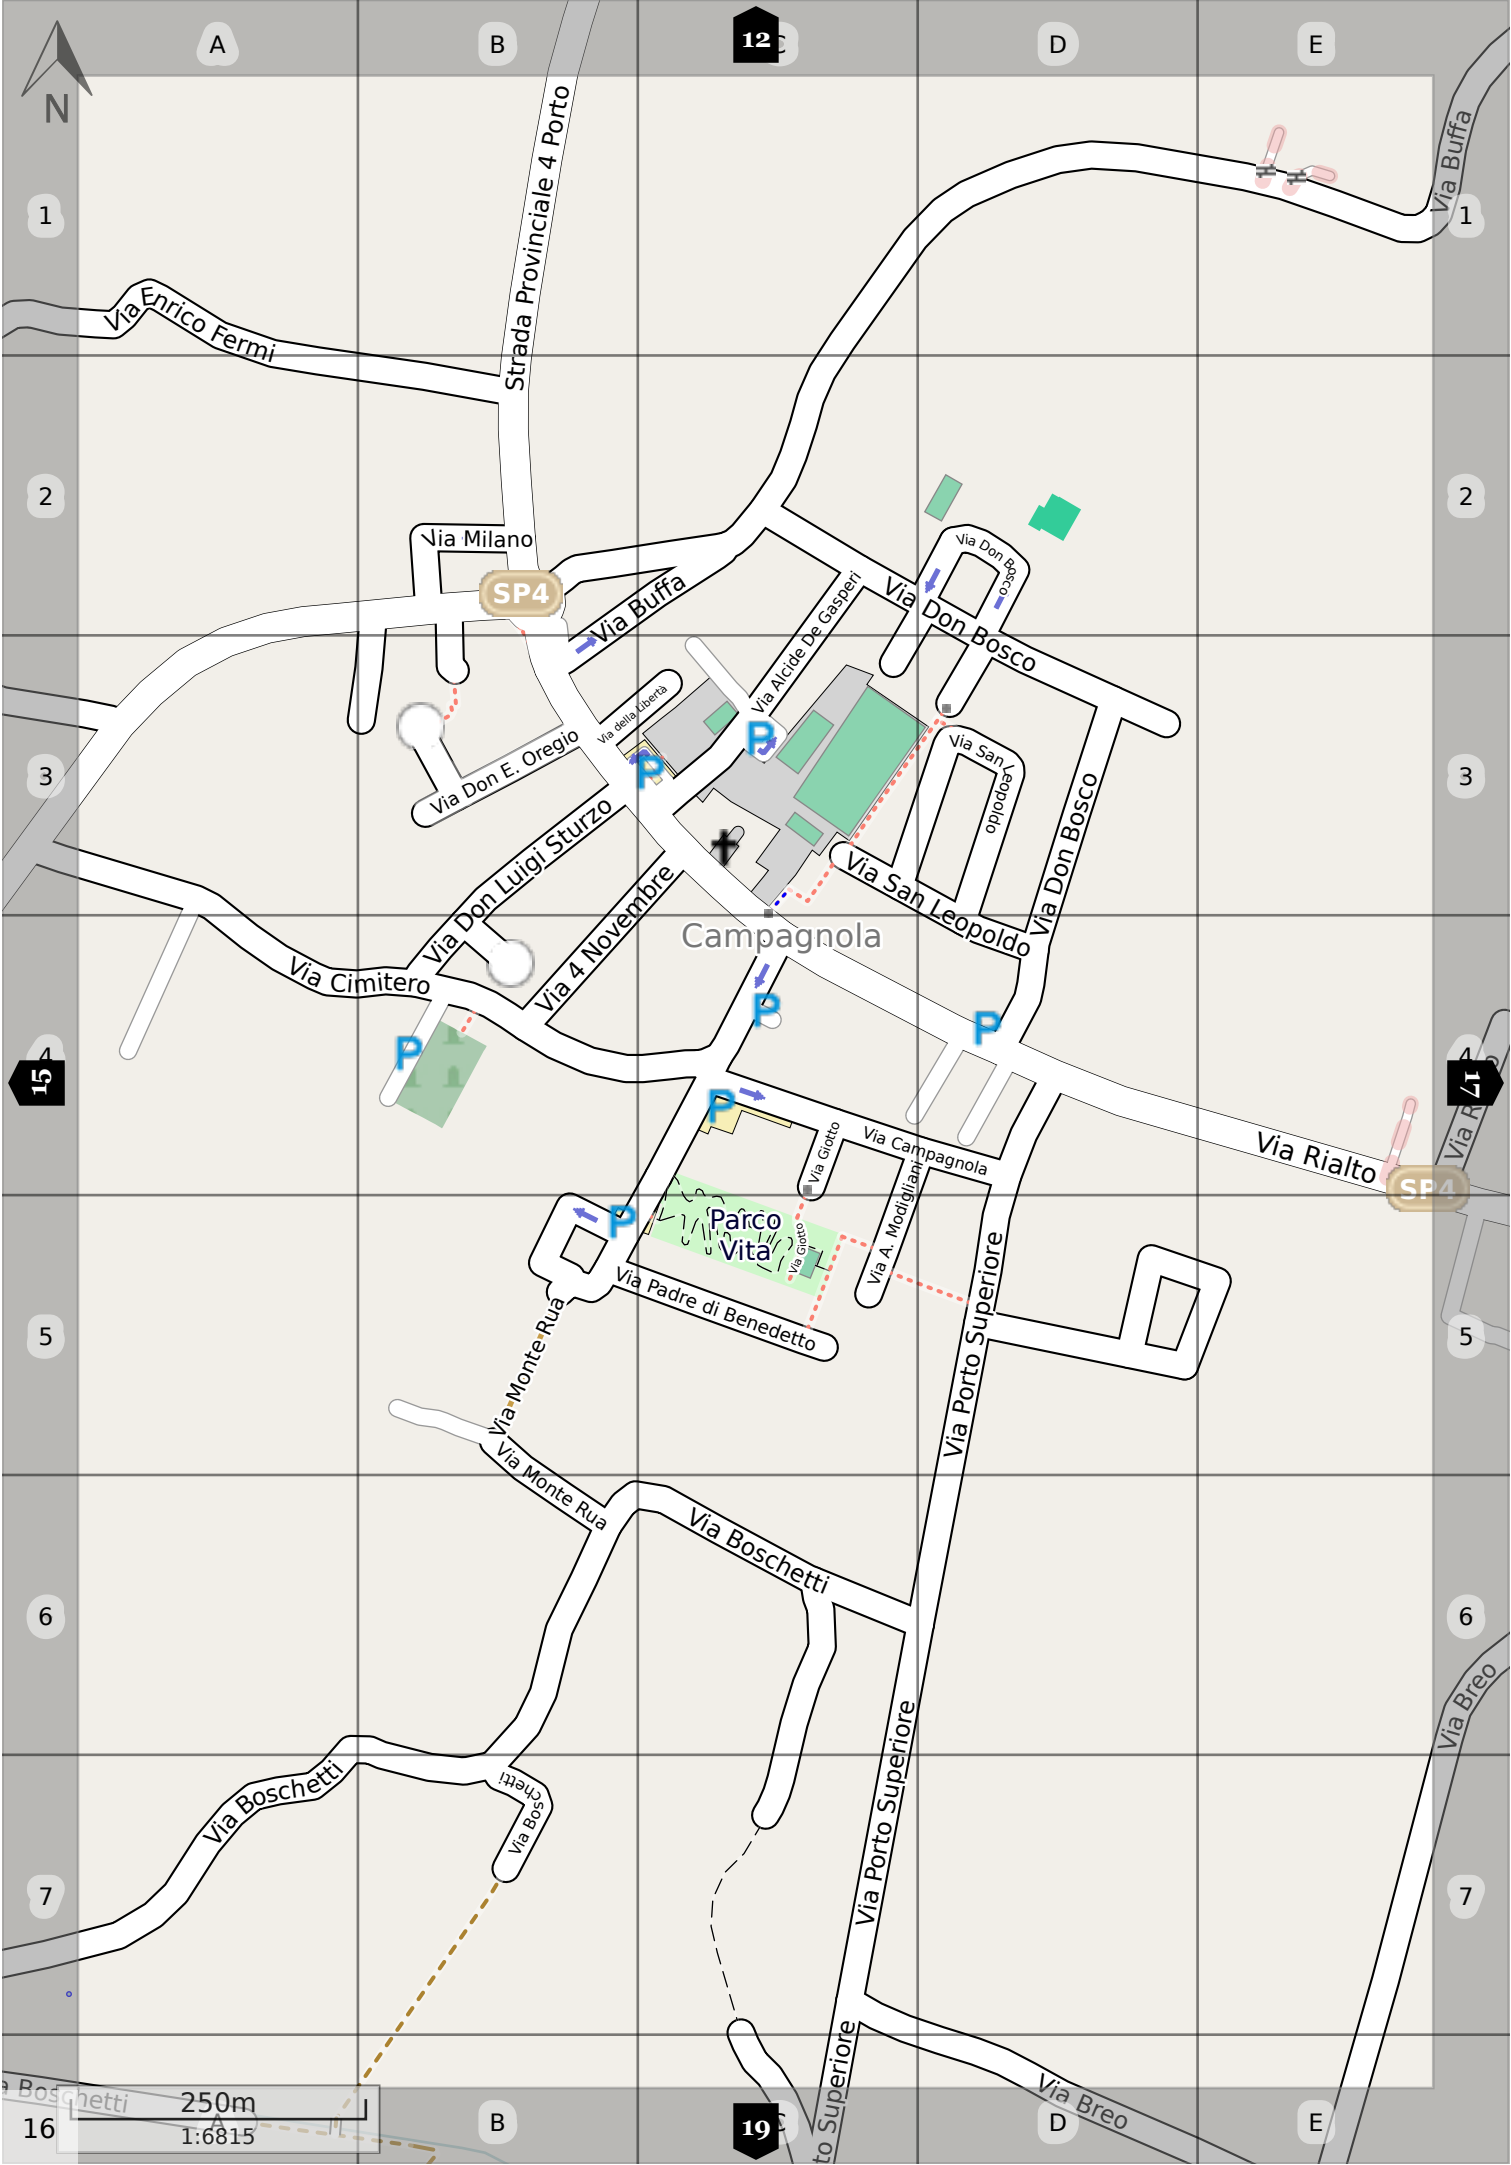 A
B
12
C
D
E
N
1
1
Strada Provinciale 4 Porto
Via Buffa
Via Enrico Fermi
2
2
Via Milano
SP4
Via Buffa
Via Don Bosco
Via Don Bosco
Via Alcide De Gasperi
Via della Libertà
Via Don E. Oregio
P
P
3
3
Via San Leopoldo
Via Don Bosco
Via Don Luigi Sturzo
Via San Leopoldo
Via 4 Novembre
Campagnola
Via Cimitero
P
P
P
4
4
15
17
P
Via Giotto
Via Campagnola
Via A. Modigliani
Via Rialto
SP4
P
Parco
Vita
Via Giotto
Via Padre di Benedetto
Via Porto Superiore
5
5
Via Monte Rua
Via Monte Rua
Via Boschetti
6
6
Via Breo
Via Boschetti
Via Boschetti
Via Porto Superiore
7
7
Boschetti
250m
1:6815
16
A
B
19
C
Superiore
Via Breo
D
E